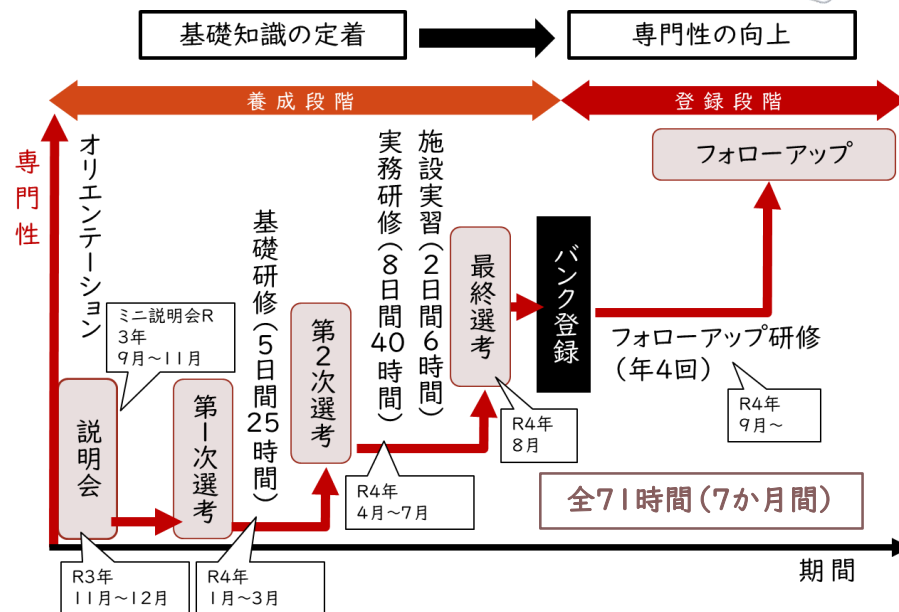 基礎知識の定着
専門性の向上
養成段階
登録段階
専門性
オリエンテーション
ミニ説明会R
3年
9月～11月
説明会
R3年
11月～12月
第1次選考
基礎研修(5日間25時間)
R4年
1月～3月
第2次選考
実務研修(8日間40時間)
施設実習(2日間6時間)
R4年
4月～7月
最終選考
R4年
8月
バンク登録
フォローアップ
フォローアップ研修
(年4回)
R4年
9月～
全71時間(7か月間)
期間